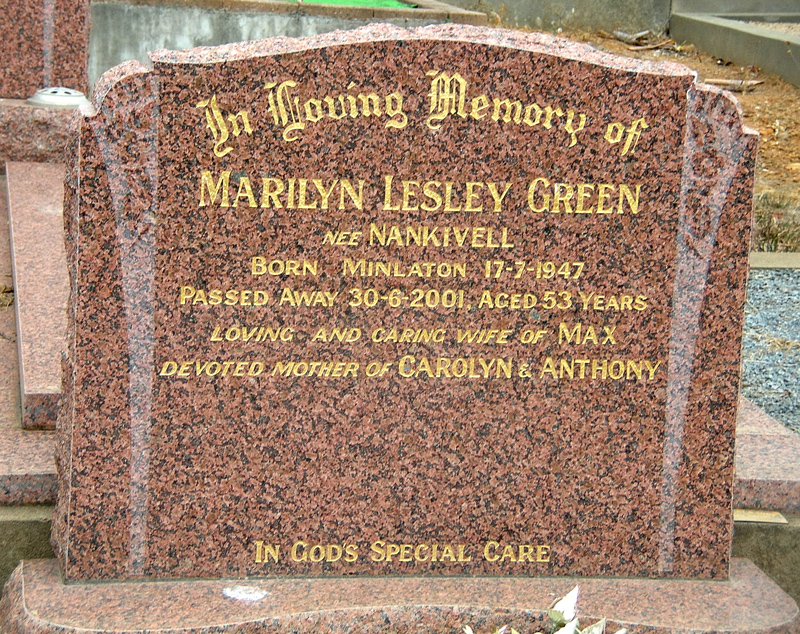 In Loving Memory of
MARILYN LESLEY GREEN
NEE NANKIVELL
BORN MINLATON 17-7-1947
PASSED AWAY 30-6-2001, AGED 53 YEARS
LOVING AND CARING WIFE OF MAX
DEVOTED MOTHER OF CAROLYN & ANTHONY
IN GOD'S SPECIAL CARE